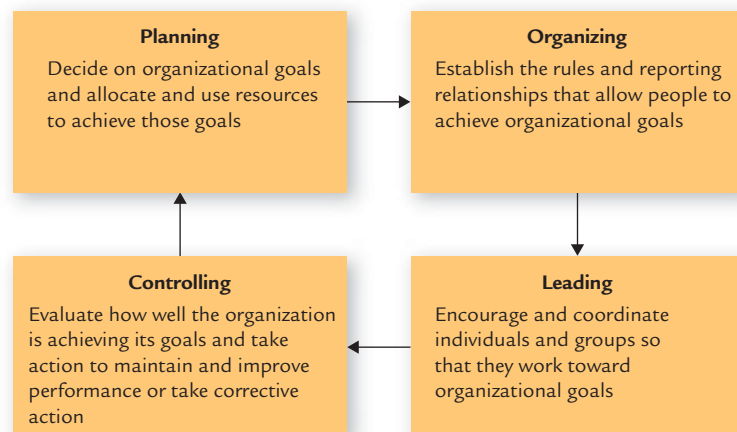 Planning
Decide on organizational goals
and allocate and use resources
to achieve those goals
Organizing
Establish the rules and reporting
relationships that allow people to
achieve organizational goals
Controlling
Evaluate how well the organization
is achieving its goals and take
action to maintain and improve
performance or take corrective
action
Leading
Encourage and coordinate
individuals and groups so
that they work toward
organizational goals